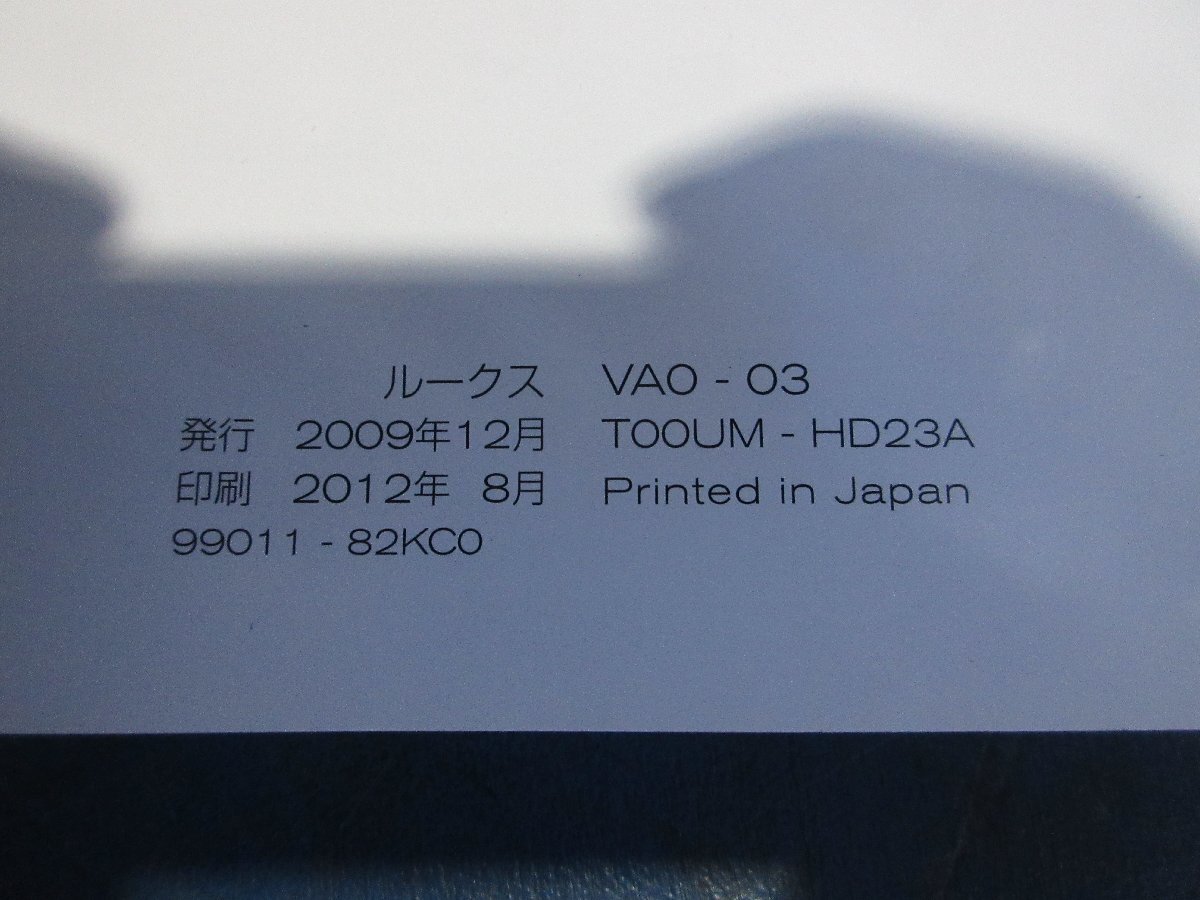 ルークス VA0 - 03
発行 2009年12月 T00UM - HD23A
印刷 2012年 8月 Printed in Japan
99011 - 82KC0